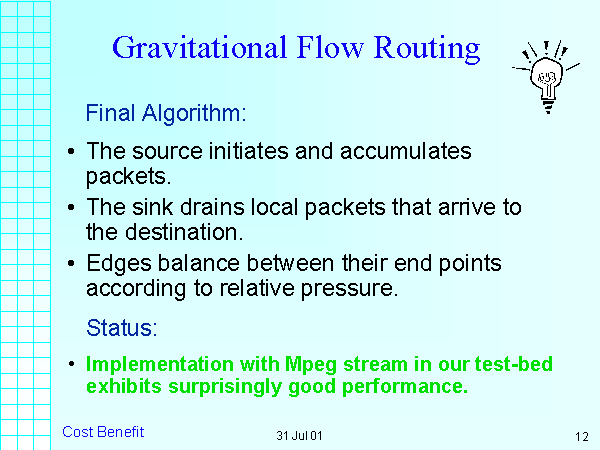 Gravitational Flow Routing
Final Algorithm:
• The source initiates and accumulates
packets.
• The sink drains local packets that arrive to
the destination.
• Edges balance between their end points
according to relative pressure.
Status:
• Implementation with Mpeg stream in our test-bed
exhibits surprisingly good performance.
Cost Benefit
31 Jul 01
12